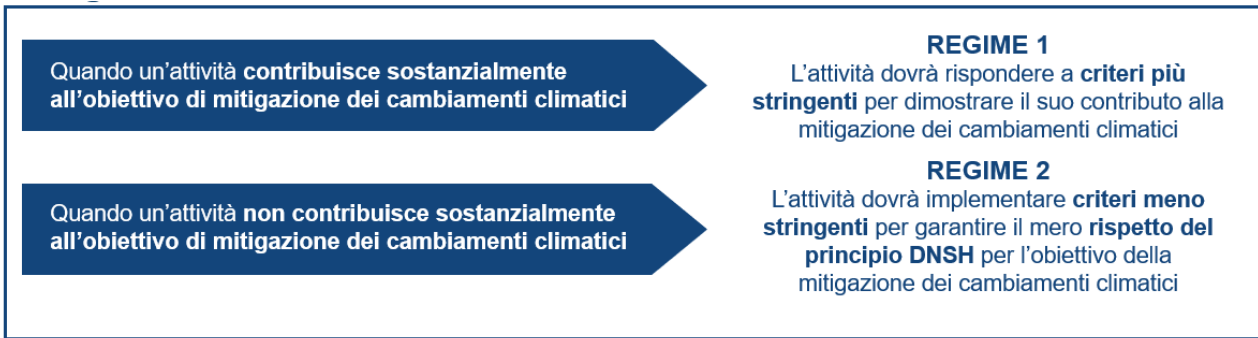 Quando un’attività contribuisce sostanzialmente
all’obiettivo di mitigazione dei cambiamenti climatici
REGIME 1
L’attività dovrà rispondere a criteri più
stringenti per dimostrare il suo contributo alla
mitigazione dei cambiamenti climatici
Quando un’attività non contribuisce sostanzialmente
all’obiettivo di mitigazione dei cambiamenti climatici
REGIME 2
L’attività dovrà implementare criteri meno
stringenti per garantire il mero rispetto del
principio DNSH per l’obiettivo della
mitigazione dei cambiamenti climatici